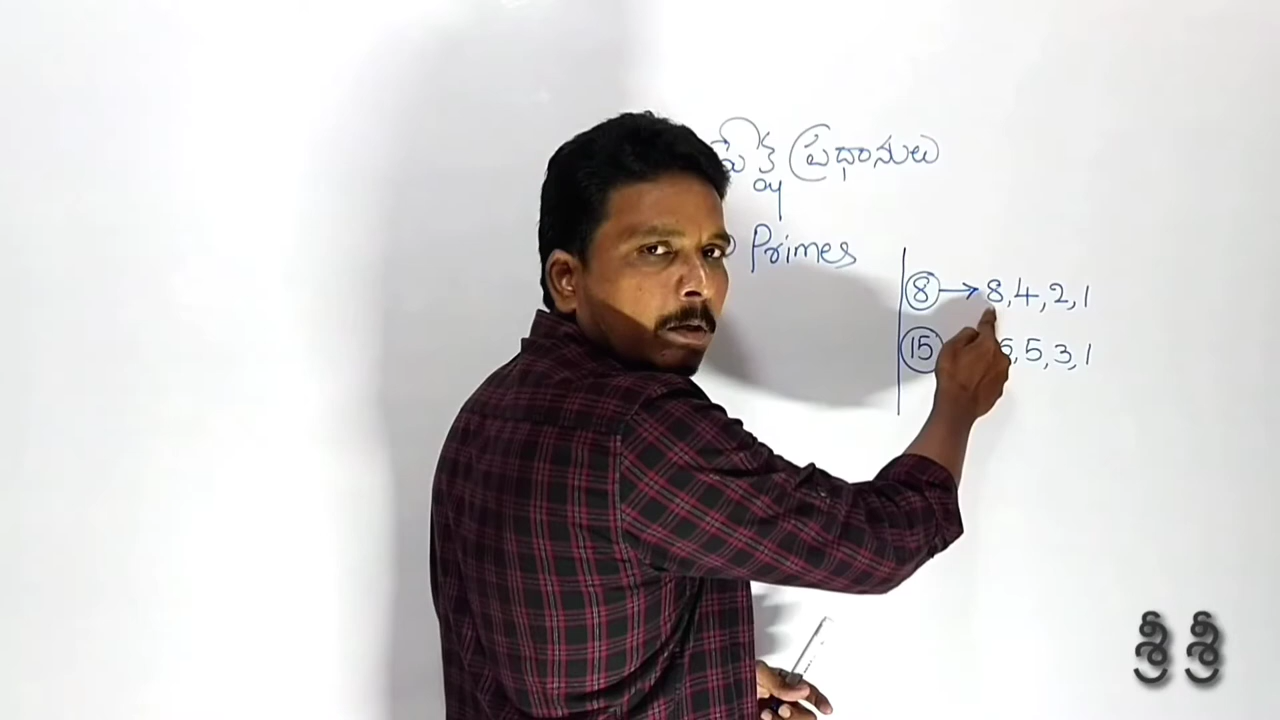 ప్రధానులు
Primes
8 → 8, 4, 2, 1
15 5, 3, 1
శ్రీ శ్రీ